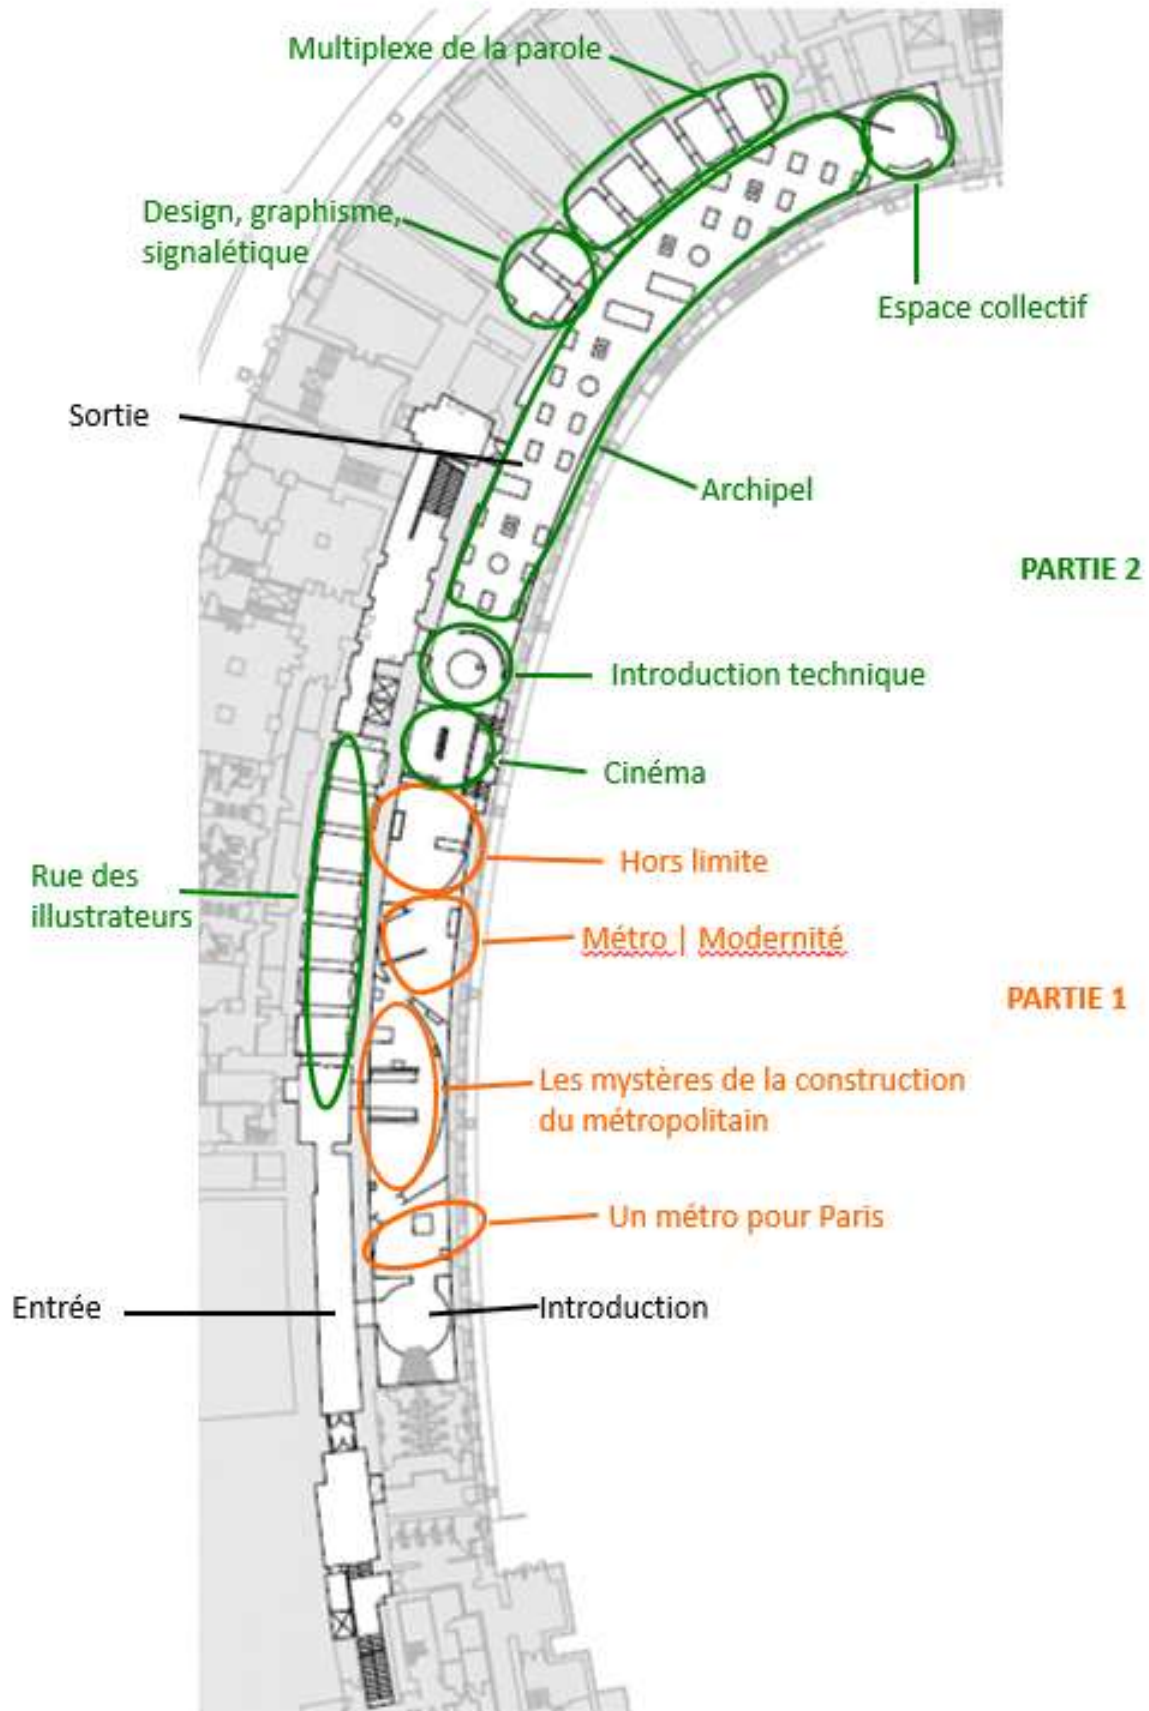 Multiplexe de la parole
Design, graphisme,
signalétique
Espace collectif
Sortie
Archipel
PARTIE 2
Introduction technique
Cinéma
Hors limite
Rue des
illustrateurs
Métro | Modernité
PARTIE 1
Les mystères de la construction
du métropolitain
Un métro pour Paris
Entrée
Introduction